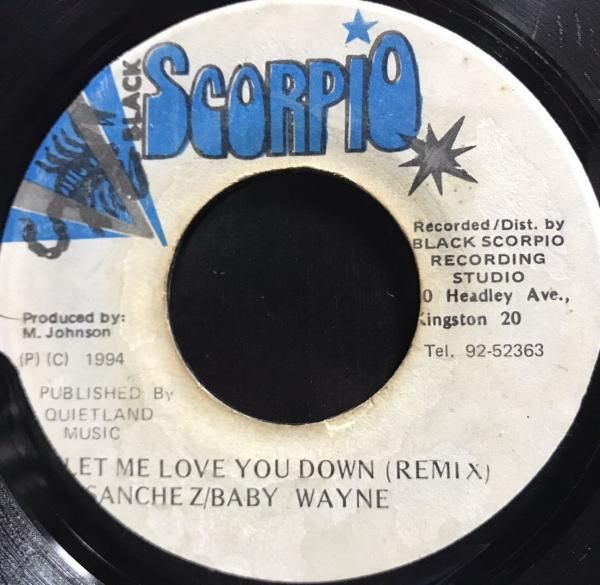 BLACK
SCORPIO
Recorded/Dist. by
BLACK SCORPIO
RECORDING
STUDIO
0 Headley Ave.,
Kingston 20
Tel. 92-52363
Produced by:
M. Johnson
(P) (C) 1994
PUBLISHED By
QUIETLAND
MUSIC
LET ME LOVE YOU DOWN (REMIX)
SANCHEZ/BABY WAYNE